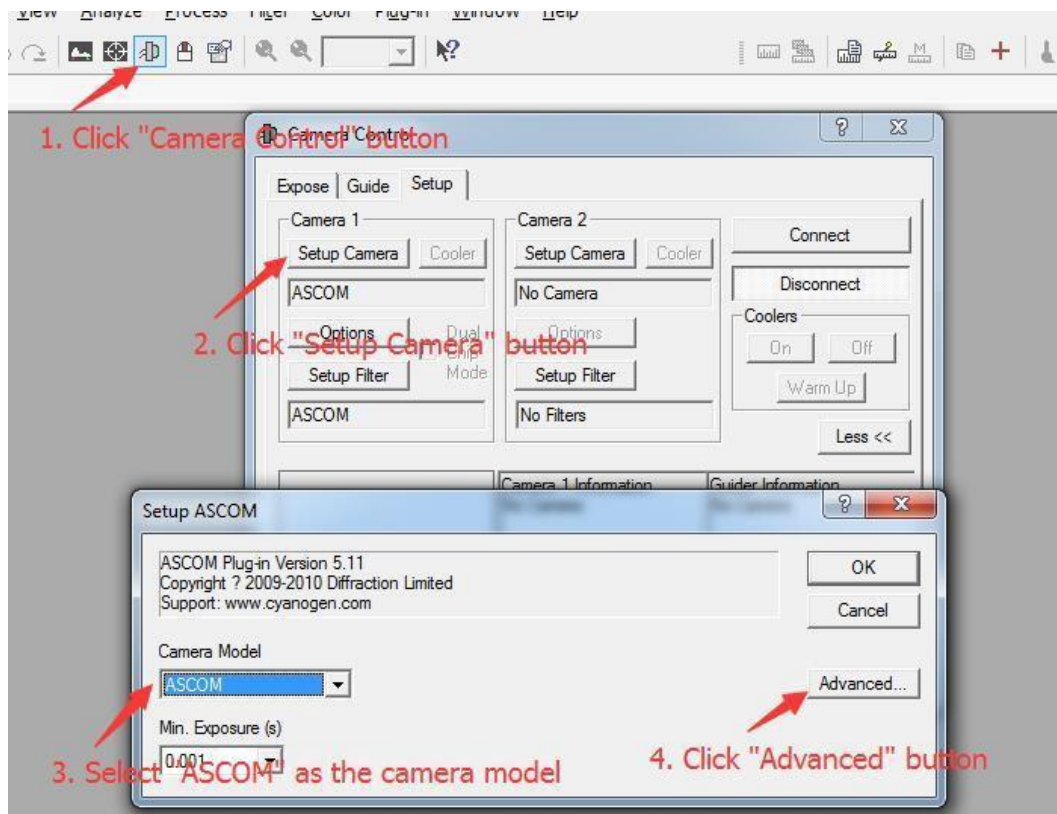 View Analyze Process Filter Color Plug-in Window Help
1. Click "Camera Control" button
Camera Control
Expose Guide Setup
Camera 1
Camera 2
Setup Camera Cooler
Setup Camera Cooler
Connect
ASCOM
No Camera
Disconnect
Options Dual Chip Mode
Options
Coolers
2. Click "Setup Camera" button
On Off
Setup Filter
Setup Filter
Warm Up
ASCOM
No Filters
Less <<
Camera 1 Information
Guider Information
No Camera
No Camera
Setup ASCOM
ASCOM Plug-in Version 5.11
Copyright ? 2009-2010 Diffraction Limited
Support: www.cyanogen.com
OK
Cancel
Camera Model
ASCOM
Advanced...
Min. Exposure (s)
0.001
3. Select "ASCOM" as the camera model
4. Click "Advanced" button